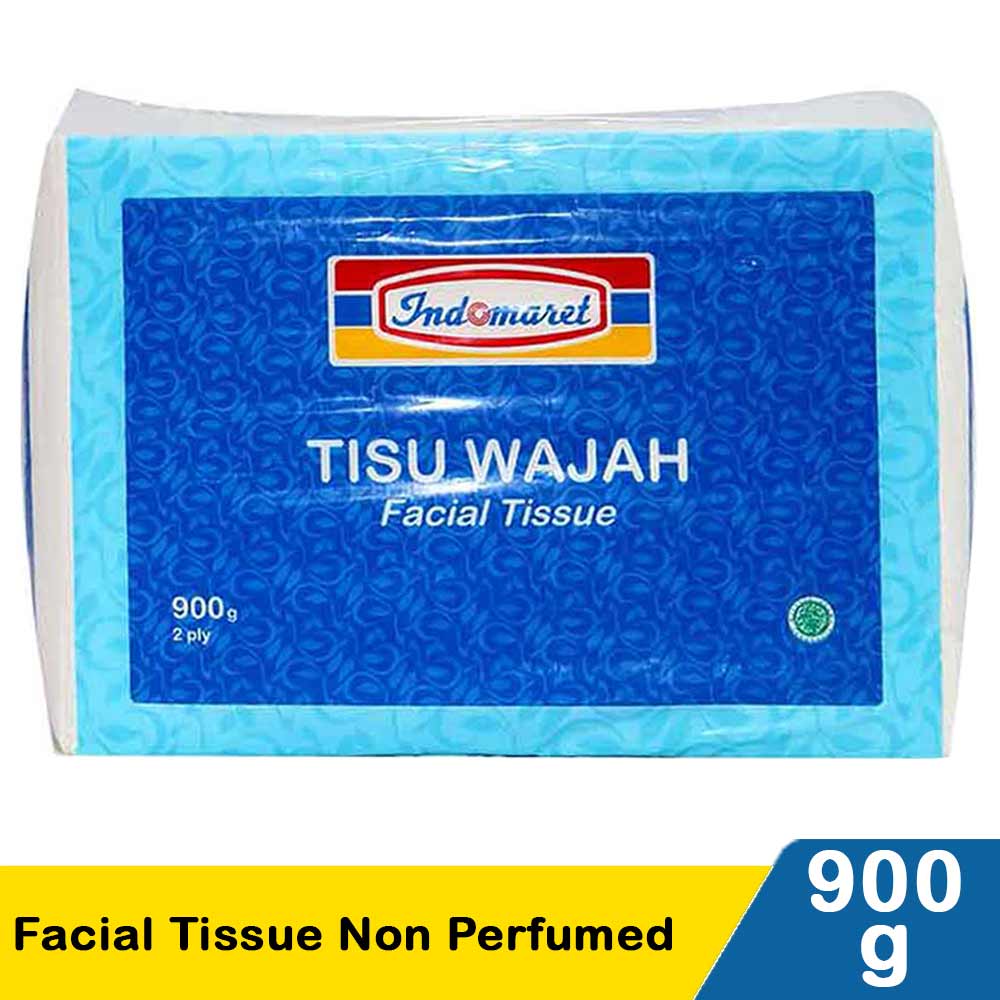 Indomaret
TISU WAJAH
Facial Tissue
900g
2 ply
Facial Tissue Non Perfumed
900
g